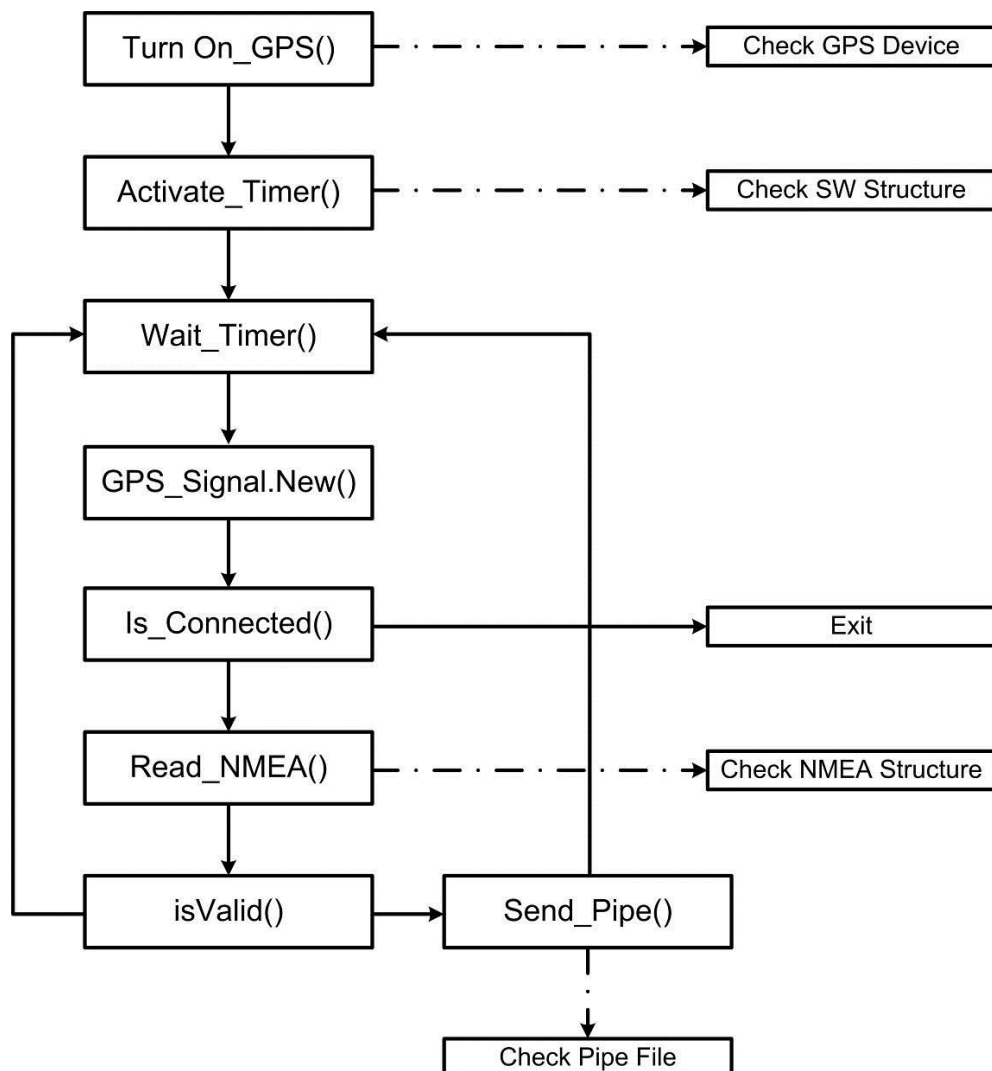 Turn On_GPS()
Check GPS Device
Activate_Timer()
Check SW Structure
Wait_Timer()
GPS_Signal.New()
Is_Connected()
Exit
Read_NMEA()
Check NMEA Structure
isValid()
Send_Pipe()
Check Pipe File